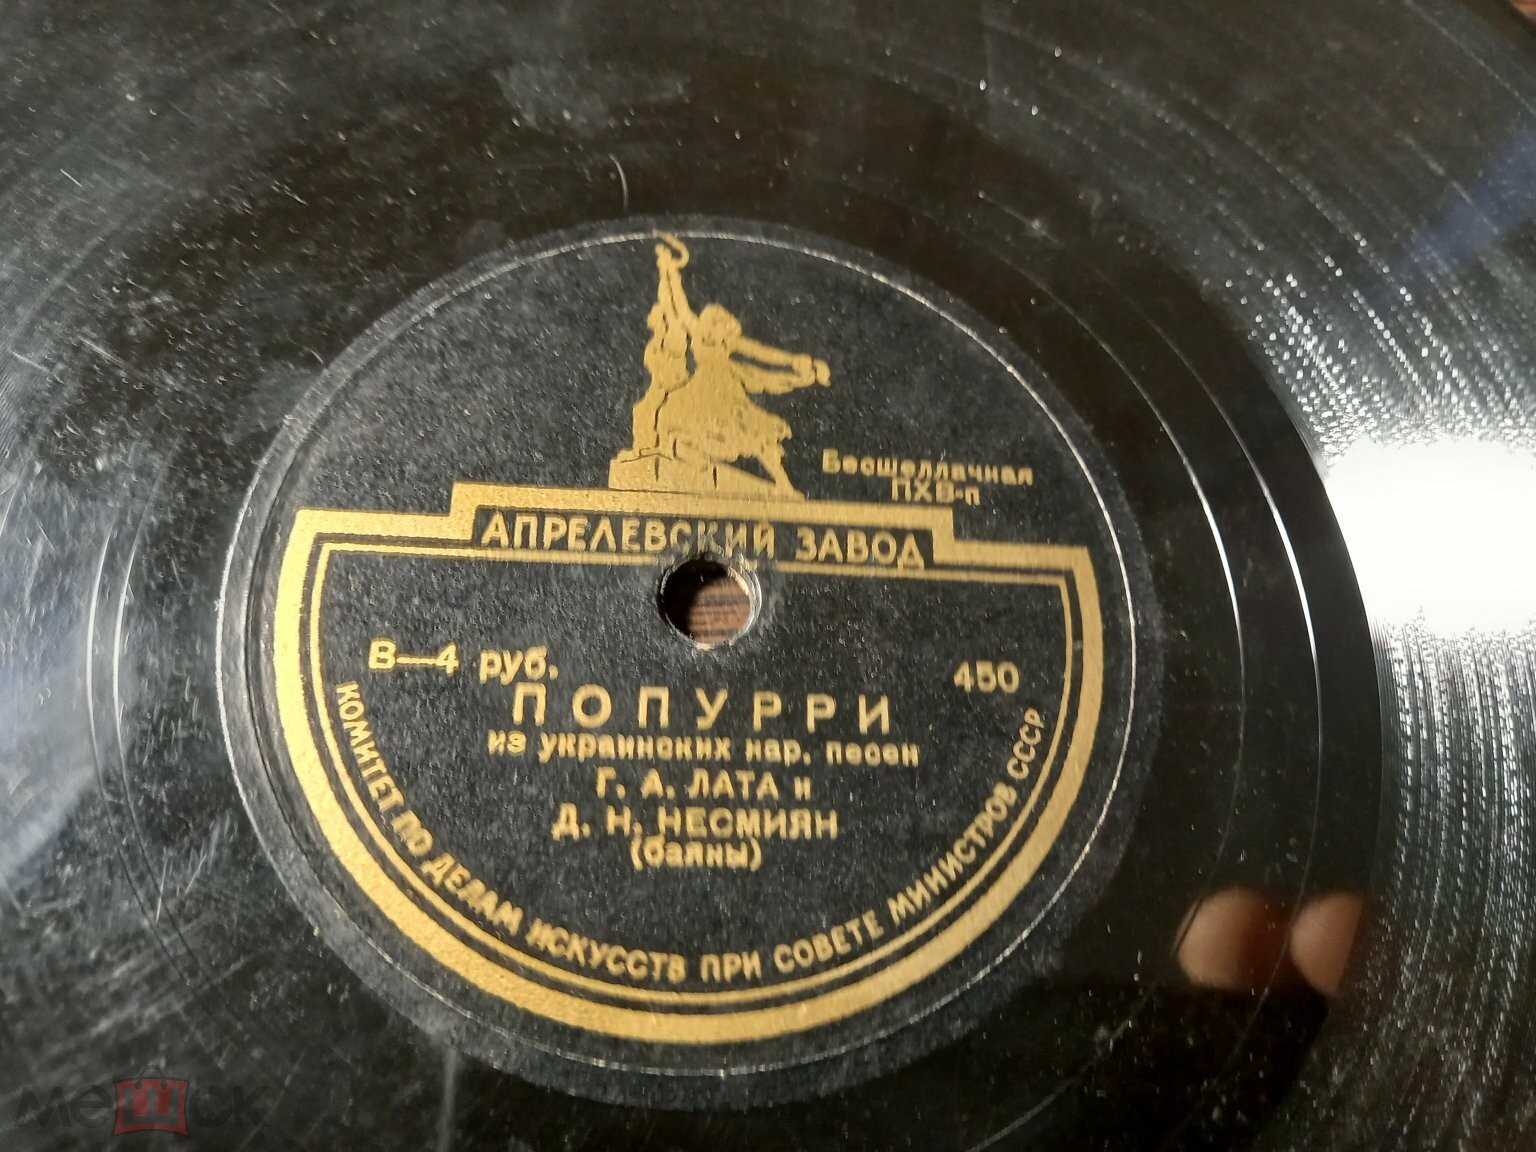 Бесшеллачная
ПХВ-п
АПРЕЛЕВСКИЙ ЗАВОД
В—4 руб.
450
ПОПУРРИ
из украинских нар. песен
Г. А. ЛАТА и
Д. Н. НЕСМИЯН
(баяны)
КОМИТЕТ ПО ДЕЛАМ ИСКУССТВ ПРИ СОВЕТЕ МИНИСТРОВ СССР
мешок